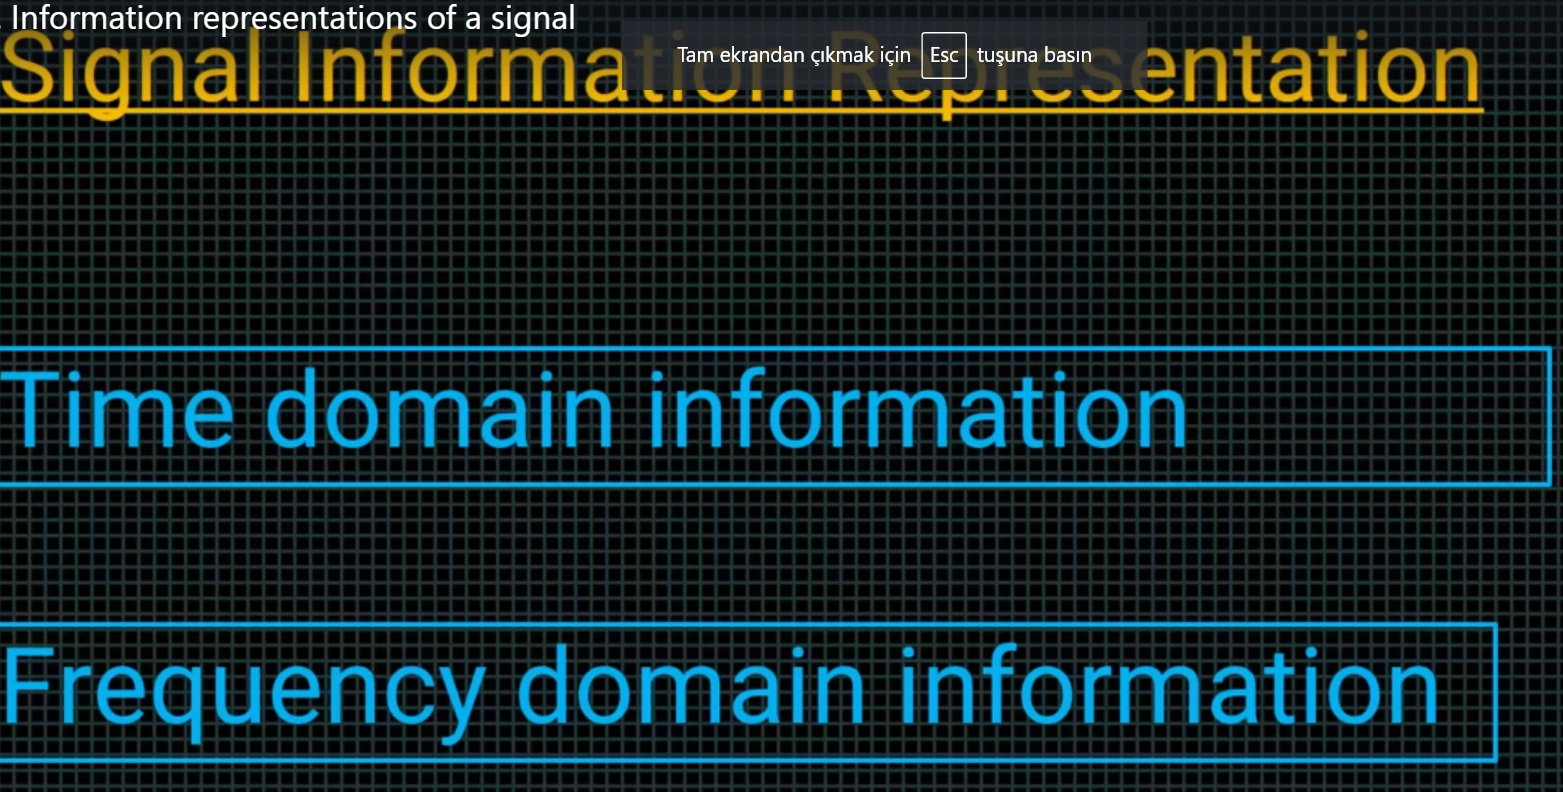 Information representations of a signal
Signal Information Representation
Tam ekrandan çıkmak için Esc tuşuna basın
Time domain information
Frequency domain information